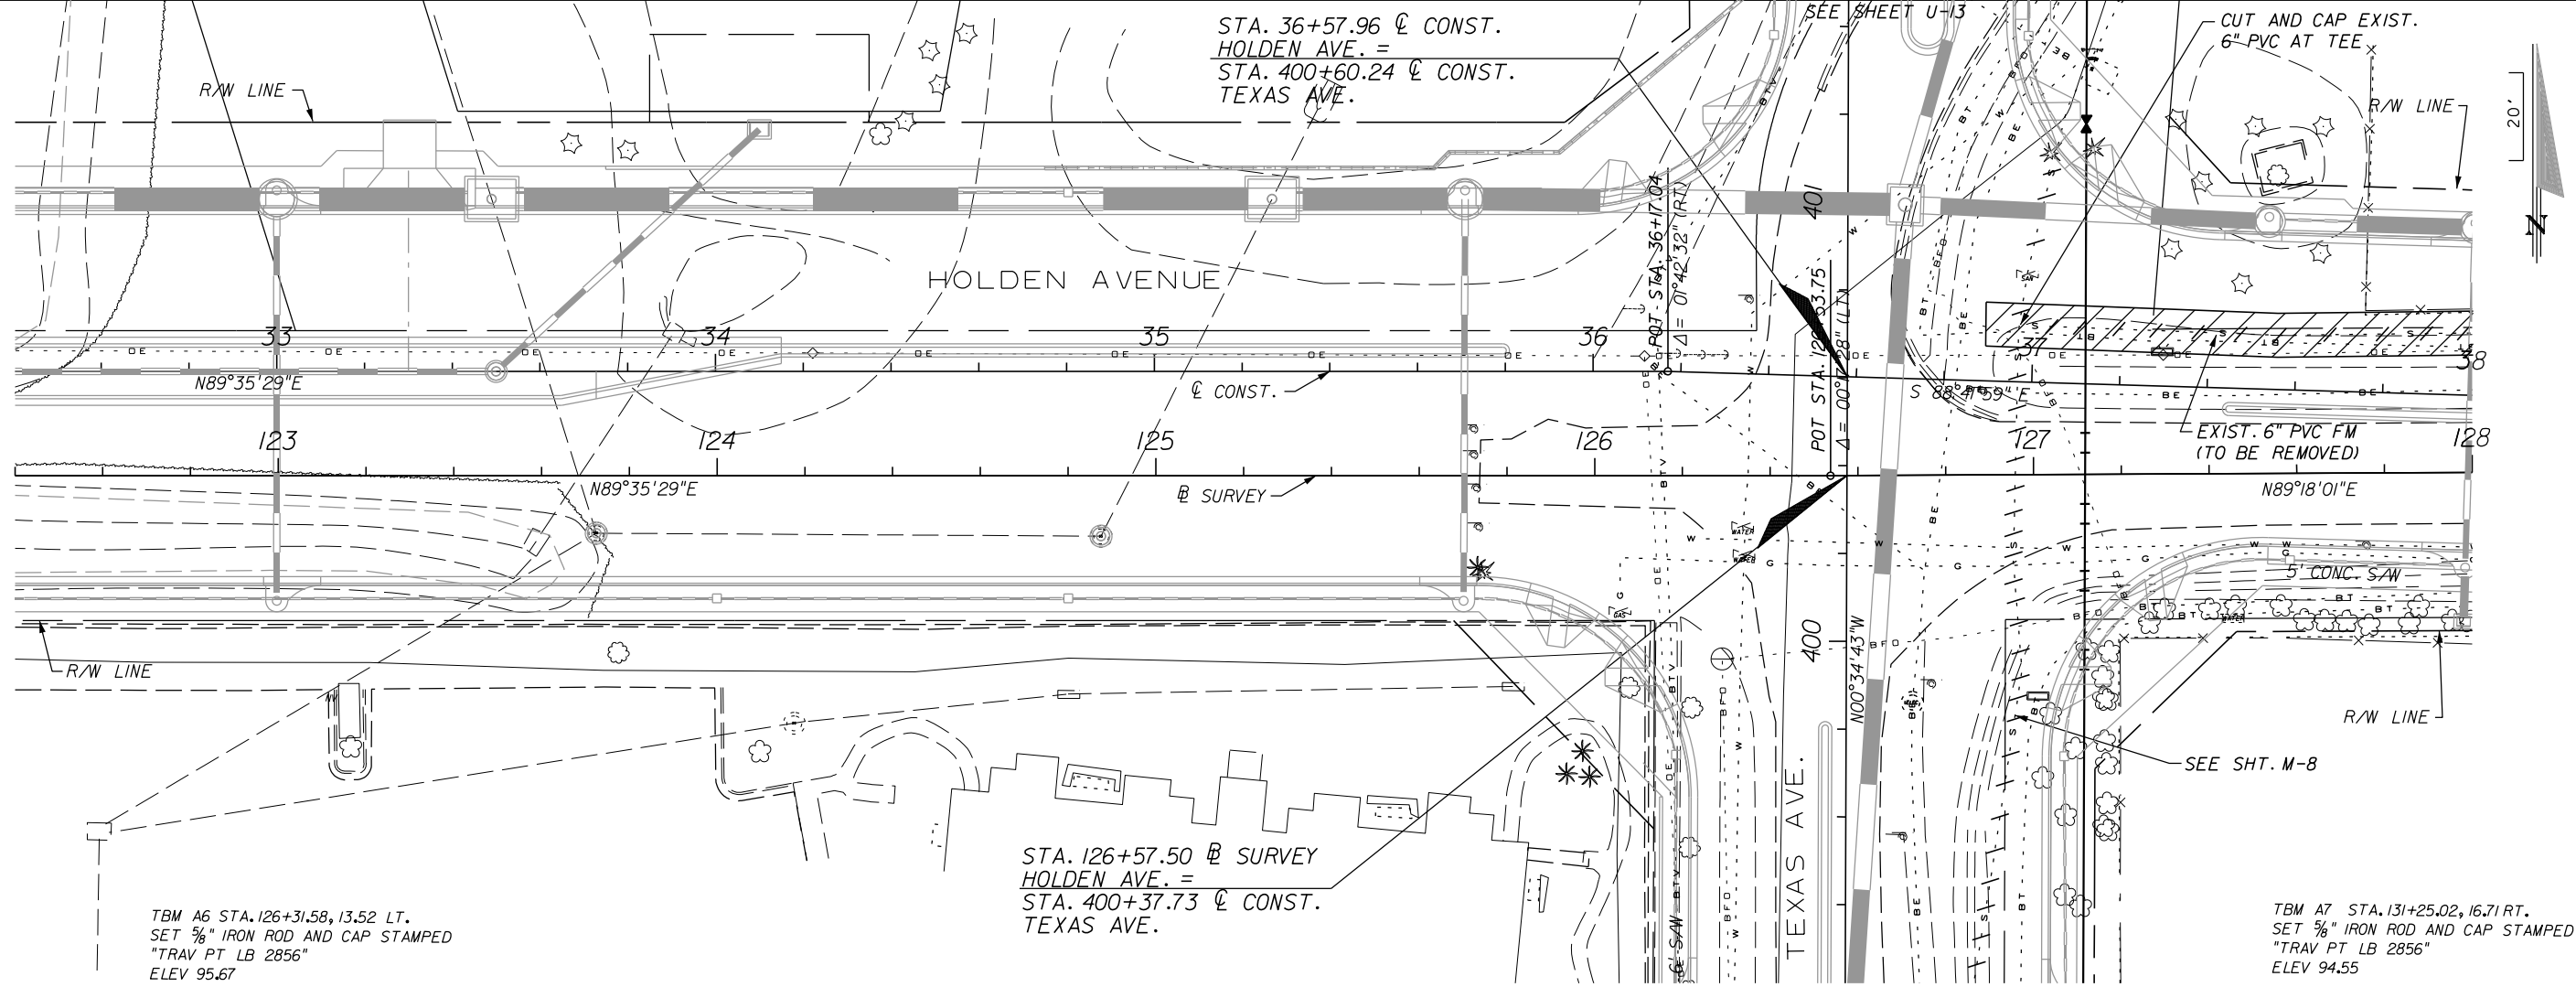 STA. 36+57.96 ℄ CONST.
HOLDEN AVE. =
STA. 400+60.24 ℄ CONST.
TEXAS AVE.
SEE SHEET U-13
CUT AND CAP EXIST.
6" PVC AT TEE
R/W LINE
R/W LINE
20'
N
401
POT STA. 36+17.04
Δ = 01°42'32" (RT)
HOLDEN AVENUE
33
34
35
36
37
38
N89°35'29"E
℄ CONST.
S 88°41'59" E
Δ = 00°17'28" (LT)
EXIST. 6" PVC FM
(TO BE REMOVED)
123
124
125
126
127
128
N89°35'29"E
B̲L SURVEY
N89°18'01"E
5' CONC. S/W
400
N00°34'43"W
R/W LINE
R/W LINE
SEE SHT. M-8
TEXAS AVE.
6' S/W
STA. 126+57.50 B̲L SURVEY
HOLDEN AVE. =
STA. 400+37.73 ℄ CONST.
TEXAS AVE.
TBM A6 STA. 126+31.58, 13.52 LT.
SET 5/8" IRON ROD AND CAP STAMPED
"TRAV PT LB 2856"
ELEV 95.67
TBM A7 STA. 131+25.02, 16.71 RT.
SET 5/8" IRON ROD AND CAP STAMPED
"TRAV PT LB 2856"
ELEV 94.55